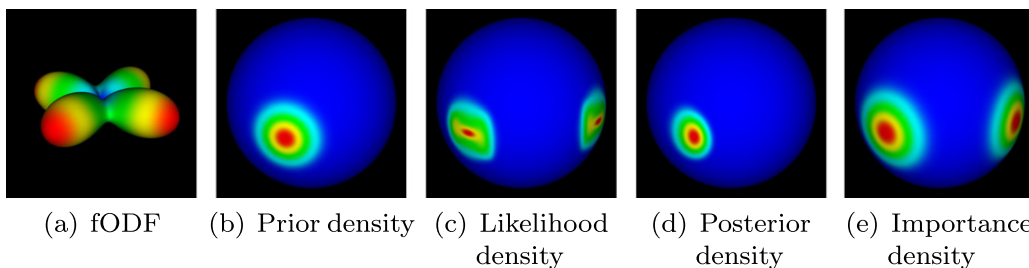 (a) fODF
(b) Prior density
(c) Likelihood
density
(d) Posterior
density
(e) Importance
density